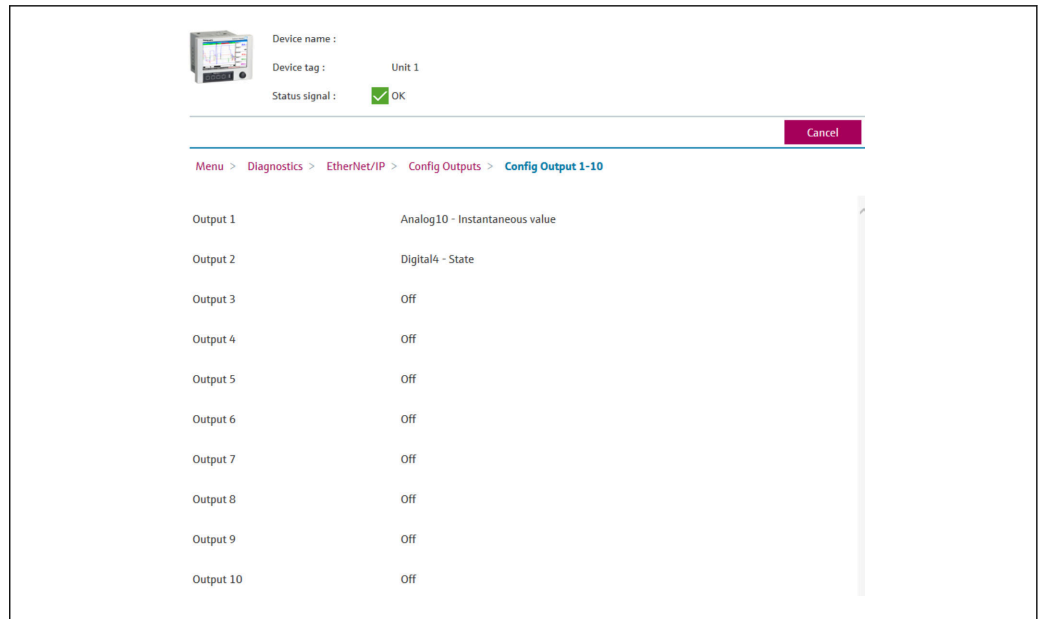 Device name :
Device tag : Unit 1
Status signal : OK
Cancel
Menu > Diagnostics > EtherNet/IP > Config Outputs > Config Output 1-10
Output 1 Analog10 - Instantaneous value
Output 2 Digital4 - State
Output 3 Off
Output 4 Off
Output 5 Off
Output 6 Off
Output 7 Off
Output 8 Off
Output 9 Off
Output 10 Off